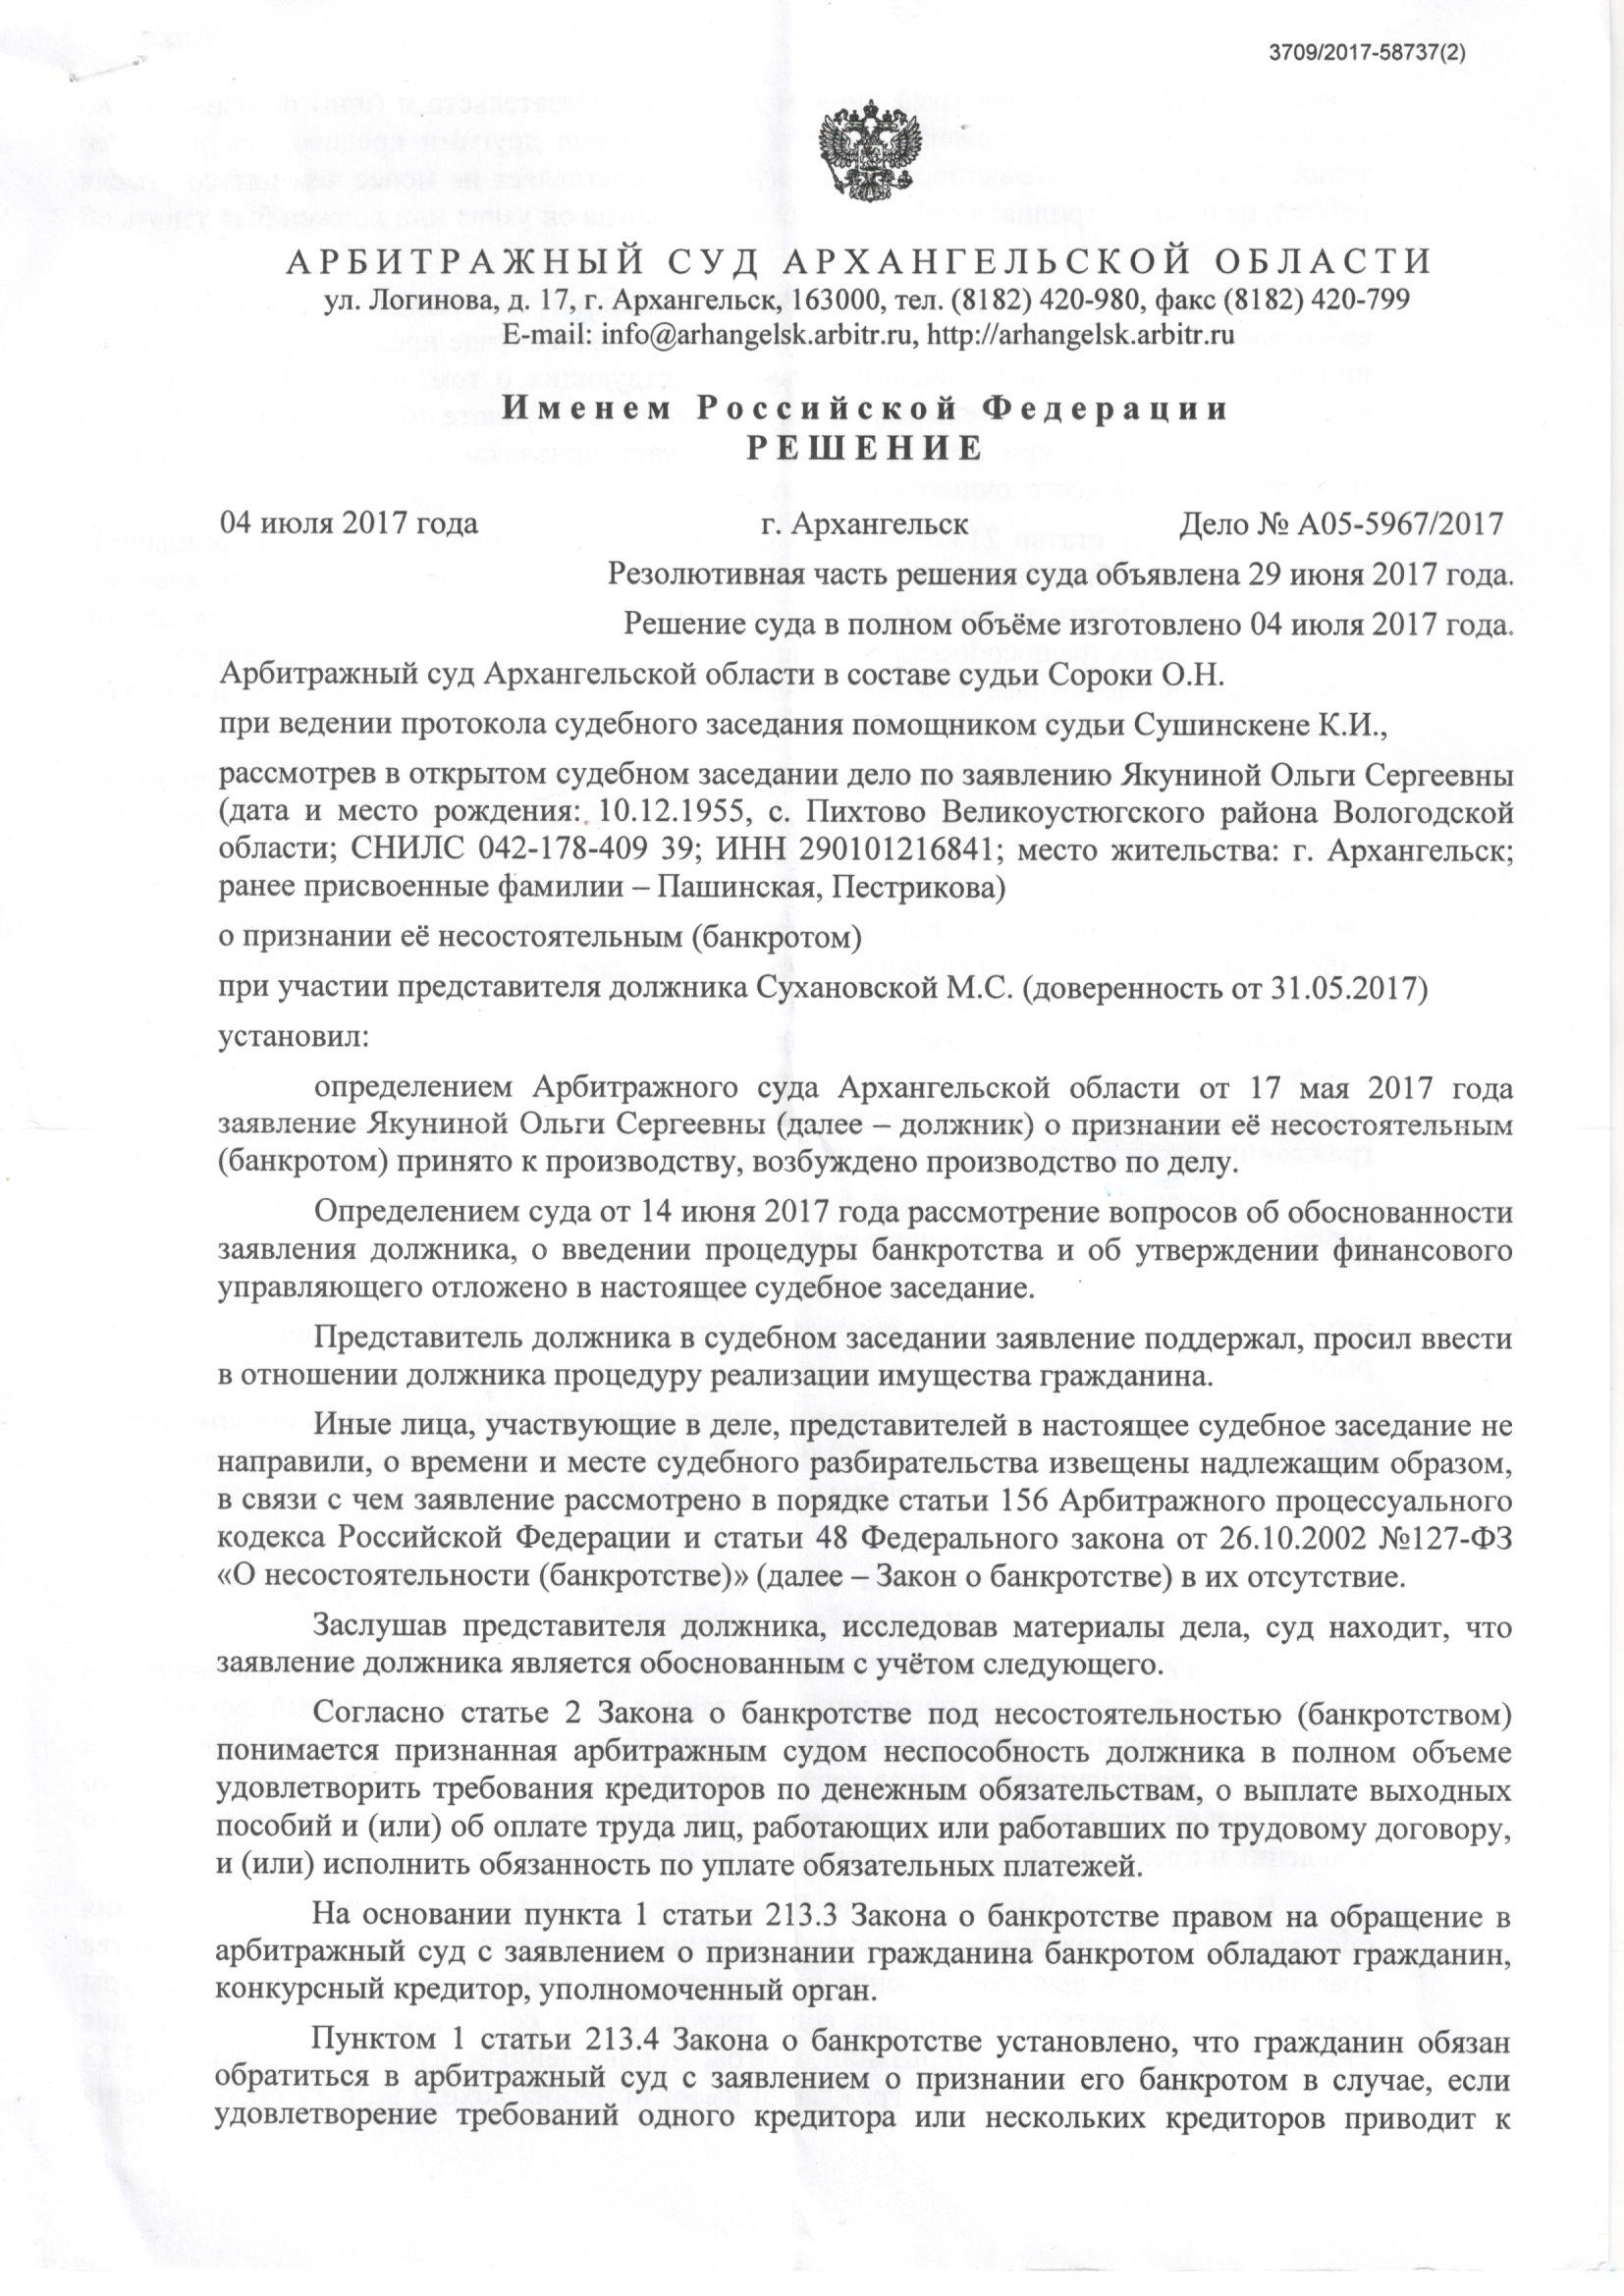 3709/2017-58737(2)
АРБИТРАЖНЫЙ СУД АРХАНГЕЛЬСКОЙ ОБЛАСТИ
ул. Логинова, д. 17, г. Архангельск, 163000, тел. (8182) 420-980, факс (8182) 420-799
E-mail: info@arhangelsk.arbitr.ru, http://arhangelsk.arbitr.ru
Именем Российской Федерации
РЕШЕНИЕ
04 июля 2017 года г. Архангельск Дело № А05-5967/2017
Резолютивная часть решения суда объявлена 29 июня 2017 года.
Решение суда в полном объёме изготовлено 04 июля 2017 года.
Арбитражный суд Архангельской области в составе судьи Сороки О.Н.
при ведении протокола судебного заседания помощником судьи Сушинскене К.И.,
рассмотрев в открытом судебном заседании дело по заявлению Якуниной Ольги Сергеевны
(дата и место рождения: 10.12.1955, с. Пихтово Великоустюгского района Вологодской
области; СНИЛС 042-178-409 39; ИНН 290101216841; место жительства: г. Архангельск;
ранее присвоенные фамилии – Пашинская, Пестрикова)
о признании её несостоятельным (банкротом)
при участии представителя должника Сухановской М.С. (доверенность от 31.05.2017)
установил:
определением Арбитражного суда Архангельской области от 17 мая 2017 года
заявление Якуниной Ольги Сергеевны (далее – должник) о признании её несостоятельным
(банкротом) принято к производству, возбуждено производство по делу.
Определением суда от 14 июня 2017 года рассмотрение вопросов об обоснованности
заявления должника, о введении процедуры банкротства и об утверждении финансового
управляющего отложено в настоящее судебное заседание.
Представитель должника в судебном заседании заявление поддержал, просил ввести
в отношении должника процедуру реализации имущества гражданина.
Иные лица, участвующие в деле, представителей в настоящее судебное заседание не
направили, о времени и месте судебного разбирательства извещены надлежащим образом,
в связи с чем заявление рассмотрено в порядке статьи 156 Арбитражного процессуального
кодекса Российской Федерации и статьи 48 Федерального закона от 26.10.2002 №127-ФЗ
«О несостоятельности (банкротстве)» (далее – Закон о банкротстве) в их отсутствие.
Заслушав представителя должника, исследовав материалы дела, суд находит, что
заявление должника является обоснованным с учётом следующего.
Согласно статье 2 Закона о банкротстве под несостоятельностью (банкротством)
понимается признанная арбитражным судом неспособность должника в полном объеме
удовлетворить требования кредиторов по денежным обязательствам, о выплате выходных
пособий и (или) об оплате труда лиц, работающих или работавших по трудовому договору,
и (или) исполнить обязанность по уплате обязательных платежей.
На основании пункта 1 статьи 213.3 Закона о банкротстве правом на обращение в
арбитражный суд с заявлением о признании гражданина банкротом обладают гражданин,
конкурсный кредитор, уполномоченный орган.
Пунктом 1 статьи 213.4 Закона о банкротстве установлено, что гражданин обязан
обратиться в арбитражный суд с заявлением о признании его банкротом в случае, если
удовлетворение требований одного кредитора или нескольких кредиторов приводит к